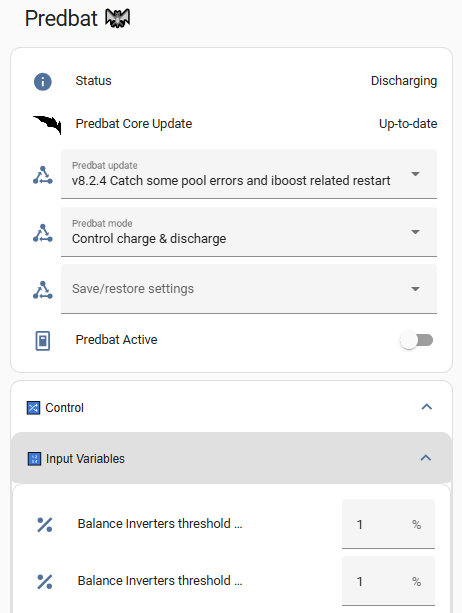 Predbat
Status
Discharging
Predbat Core Update
Up-to-date
Predbat update
v8.2.4 Catch some pool errors and iboost related restart
Predbat mode
Control charge & discharge
Save/restore settings
Predbat Active
Control
Input Variables
Balance Inverters threshold ...
1 %
Balance Inverters threshold ...
1 %